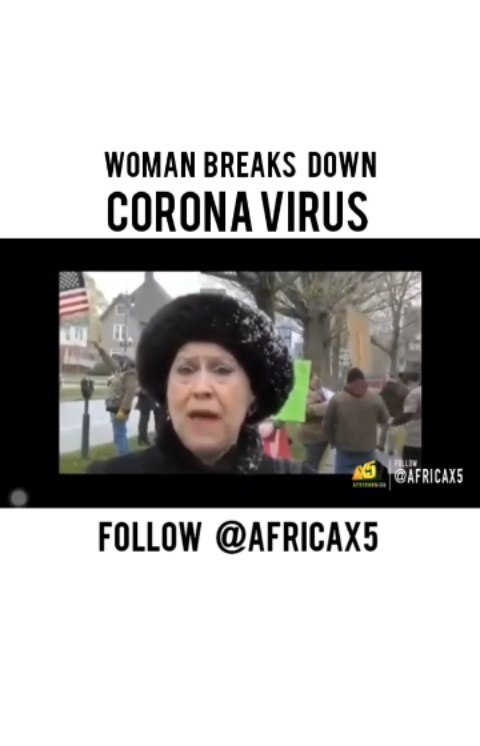 WOMAN BREAKS DOWN
CORONA VIRUS
FOLLOW
@AFRICAX5
FOLLOW @AFRICAX5